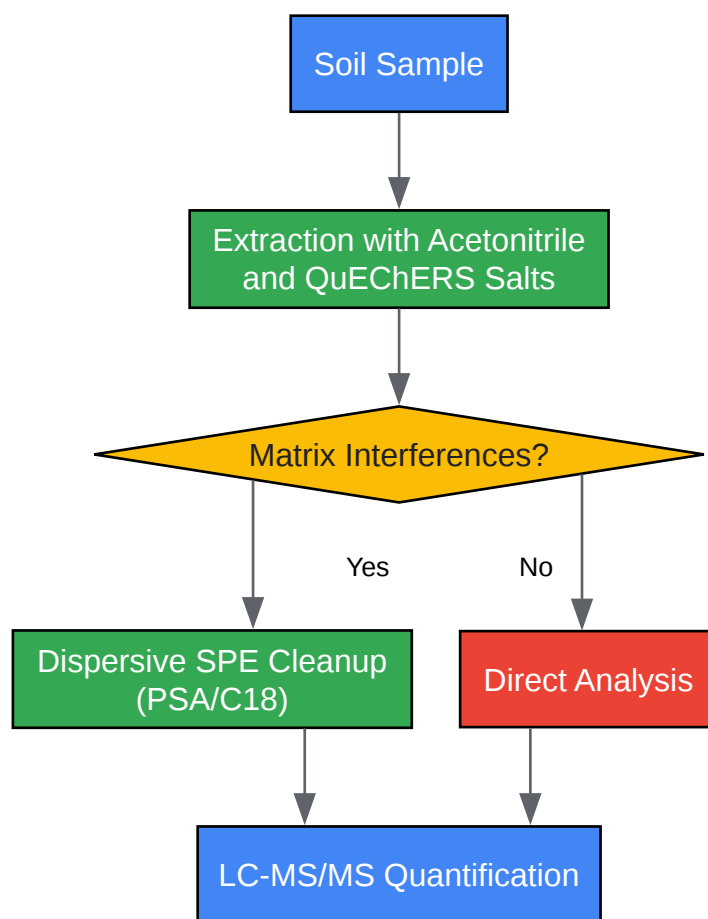 Soil Sample
Extraction with Acetonitrile
and QuEChERS Salts
Matrix Interferences?
Yes
No
Dispersive SPE Cleanup
(PSA/C18)
Direct Analysis
LC-MS/MS Quantification